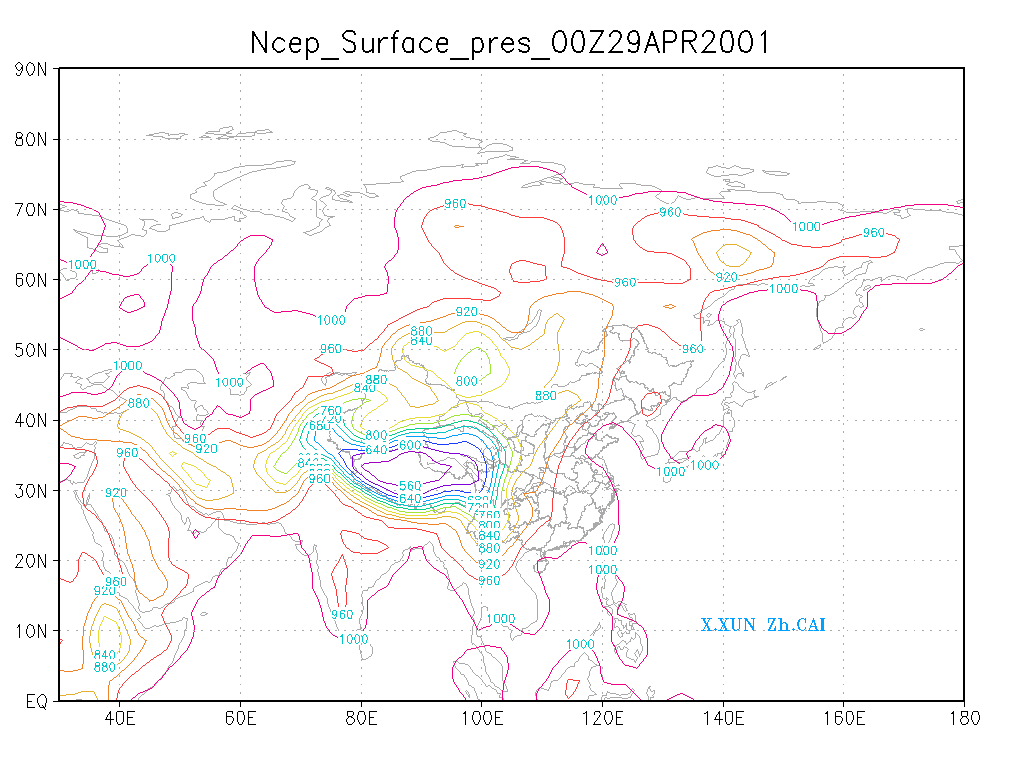 Ncep_Surface_pres_00Z29APR2001
90N
80N
70N
60N
50N
40N
30N
20N
10N
EQ
960 1000 960
1000 960
1000 1000 920
960 1000
920
1000 880
840 960
960
1000 1000 880 800
840 880
880 760
720
960 680 800
920 640 600
960 840 1000 1000
920 960 560
640 680
720
760
800
840
880 1000
920 1000
960 960
920
960 1000
1000 1000
840
880
X.XUN Zh.CAI
40E 60E 80E 100E 120E 140E 160E 180